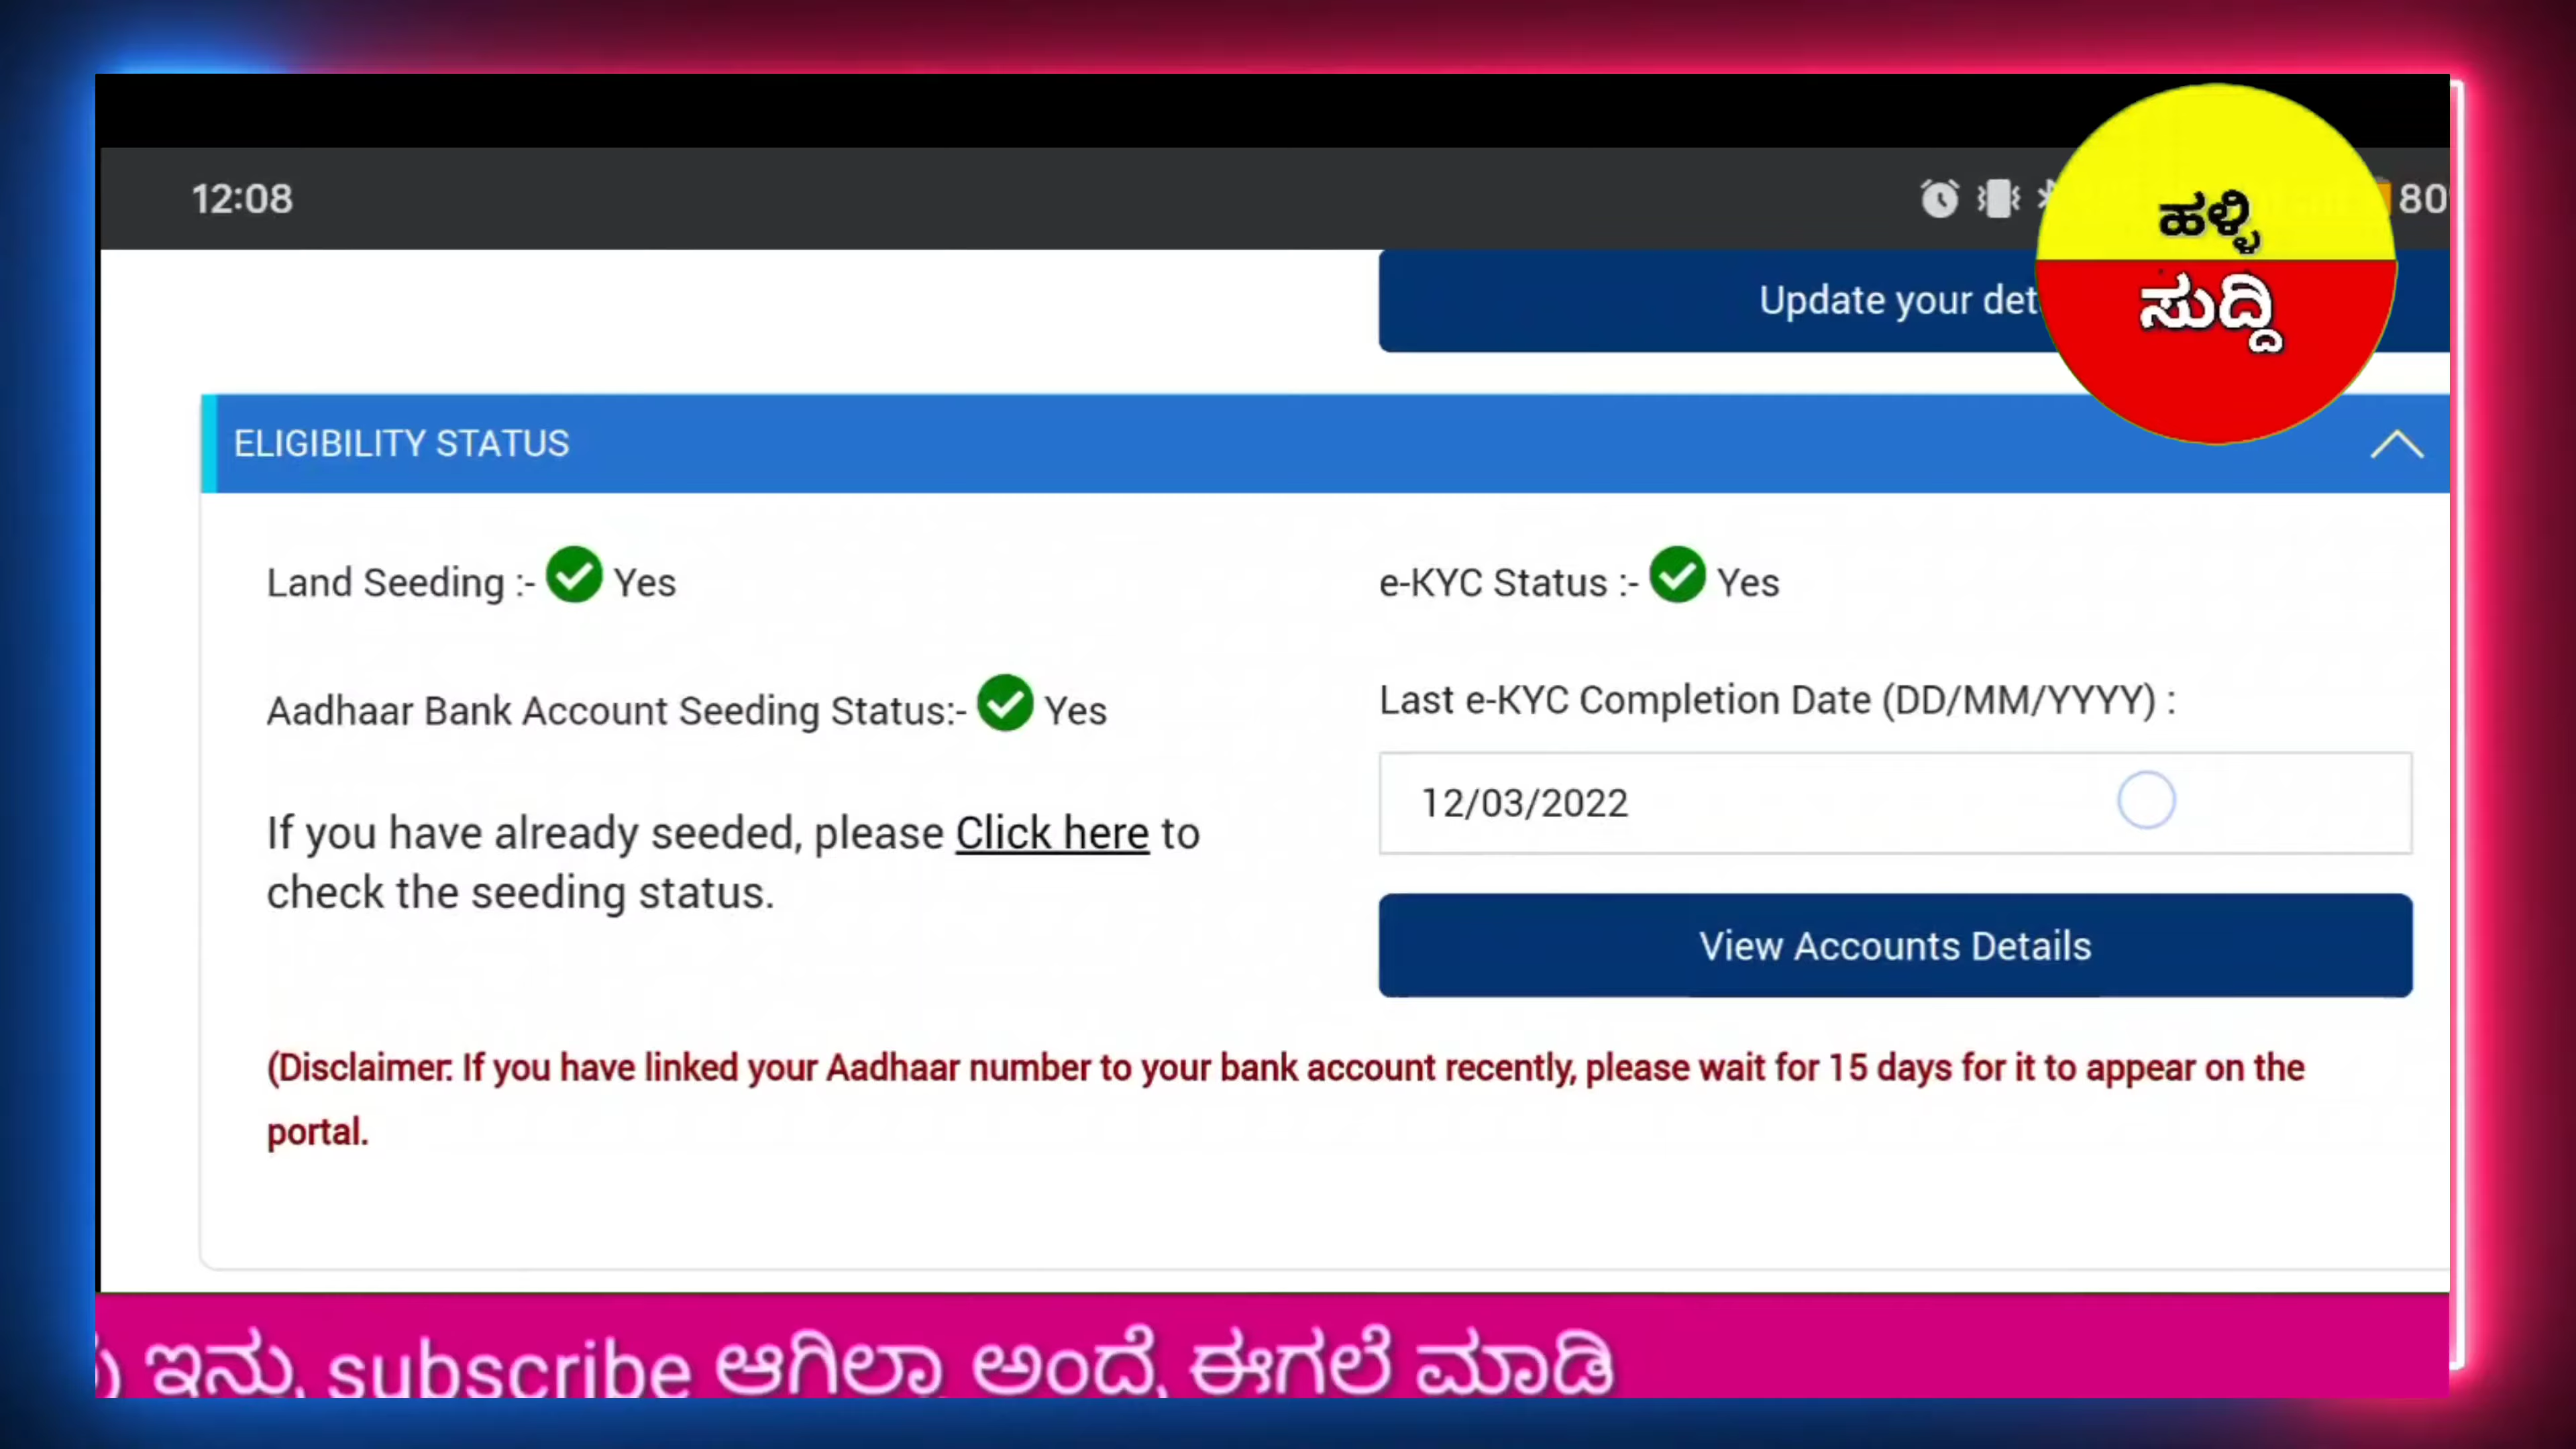 12:08
80
ಹಳ್ಳಿ
ಸುದ್ದಿ
Update your det
ELIGIBILITY STATUS
Land Seeding :- Yes
e-KYC Status :- Yes
Aadhaar Bank Account Seeding Status:- Yes
Last e-KYC Completion Date (DD/MM/YYYY) :
12/03/2022
If you have already seeded, please Click here to
check the seeding status.
View Accounts Details
(Disclaimer: If you have linked your Aadhaar number to your bank account recently, please wait for 15 days for it to appear on the
portal.
ಇನ್ನು subscribe ಆಗಿಲ್ಲಾ ಅಂದ್ರೆ ಈಗಲೆ ಮಾಡಿ